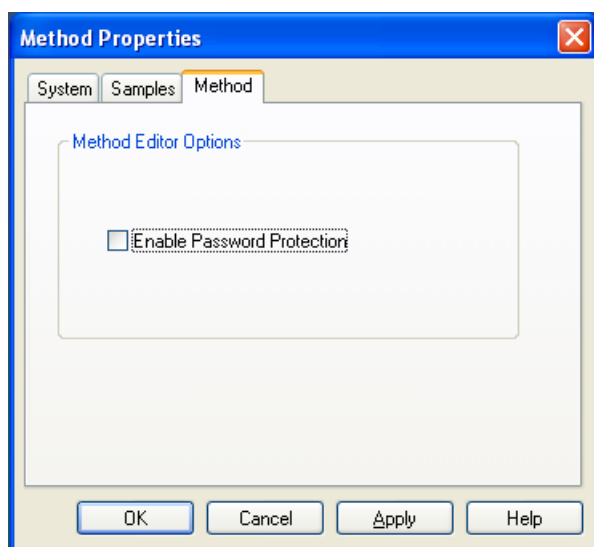 Method Properties
System Samples Method
Method Editor Options
Enable Password Protection
OK Cancel Apply Help